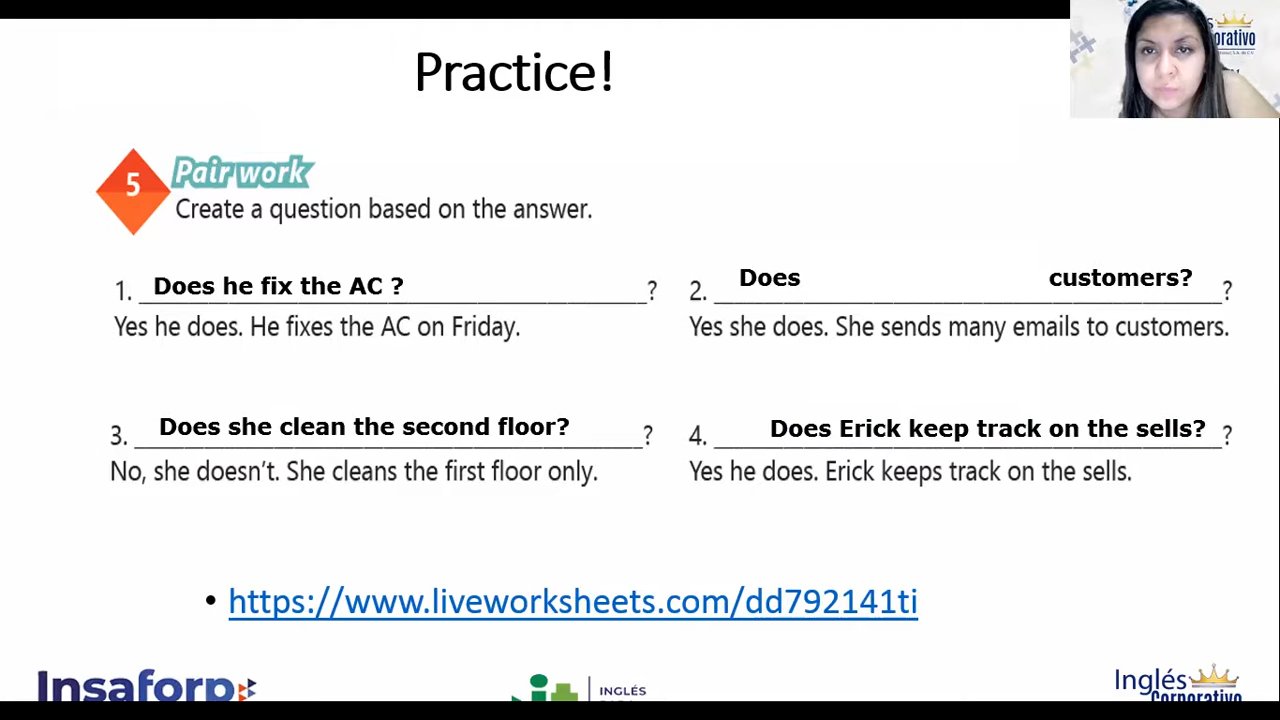 Practice!
5 Pair work
Create a question based on the answer.
1. Does he fix the AC ? ?
Yes he does. He fixes the AC on Friday.
2. Does customers? ?
Yes she does. She sends many emails to customers.
3. Does she clean the second floor? ?
No, she doesn't. She cleans the first floor only.
4. Does Erick keep track on the sells? ?
Yes he does. Erick keeps track on the sells.
• https://www.liveworksheets.com/dd792141ti
Insaforp
INGLÉS
Inglés
Corporativo